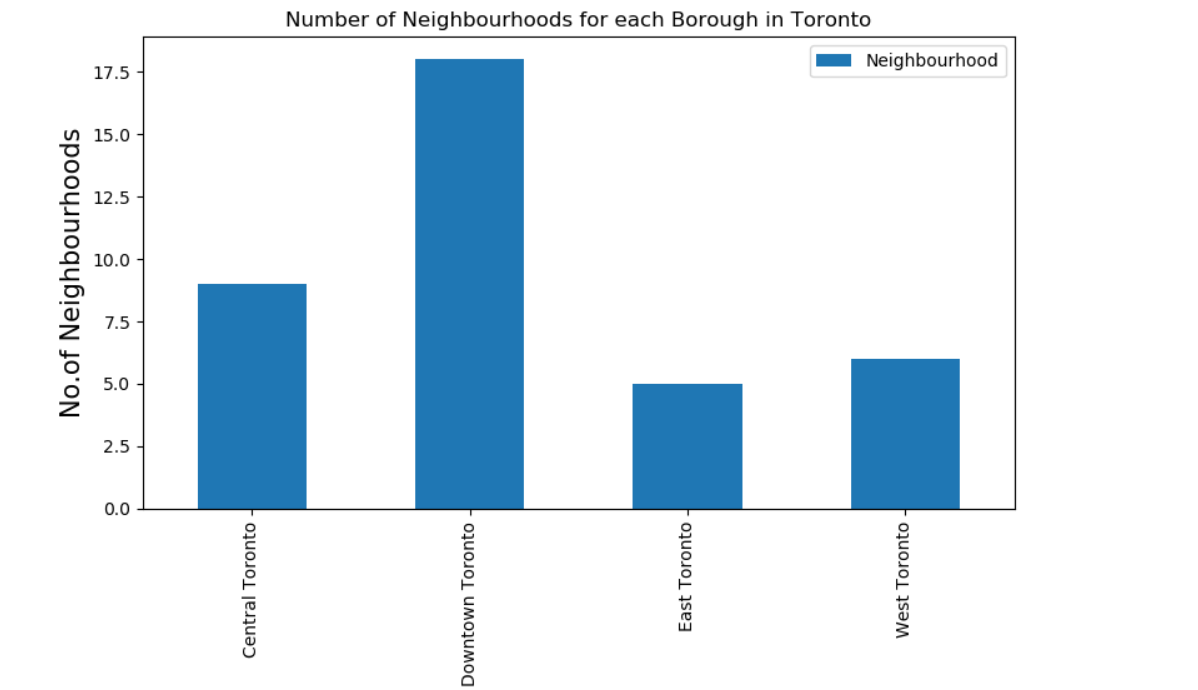 Number of Neighbourhoods for each Borough in Toronto
Neighbourhood
No.of Neighbourhoods
17.5
15.0
12.5
10.0
7.5
5.0
2.5
0.0
Central Toronto
Downtown Toronto
East Toronto
West Toronto